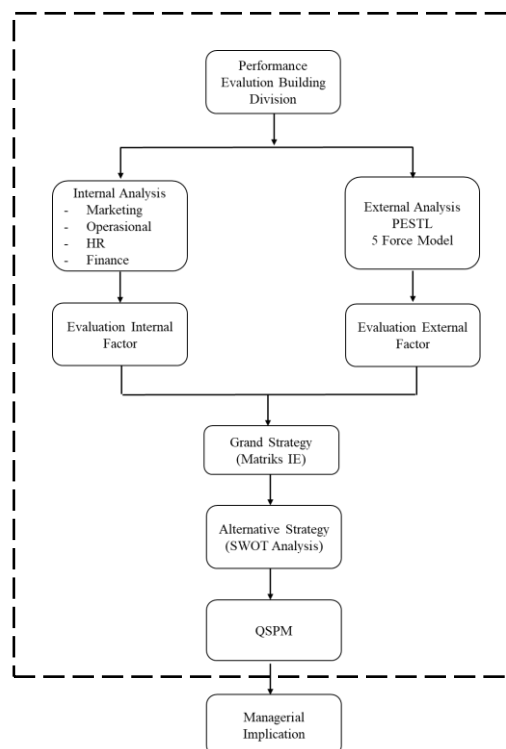 Performance
Evalution Building
Division
Internal Analysis
- Marketing
- Operasional
- HR
- Finance
External Analysis
PESTL
5 Force Model
Evaluation Internal
Factor
Evaluation External
Factor
Grand Strategy
(Matriks IE)
Alternative Strategy
(SWOT Analysis)
QSPM
Managerial
Implication